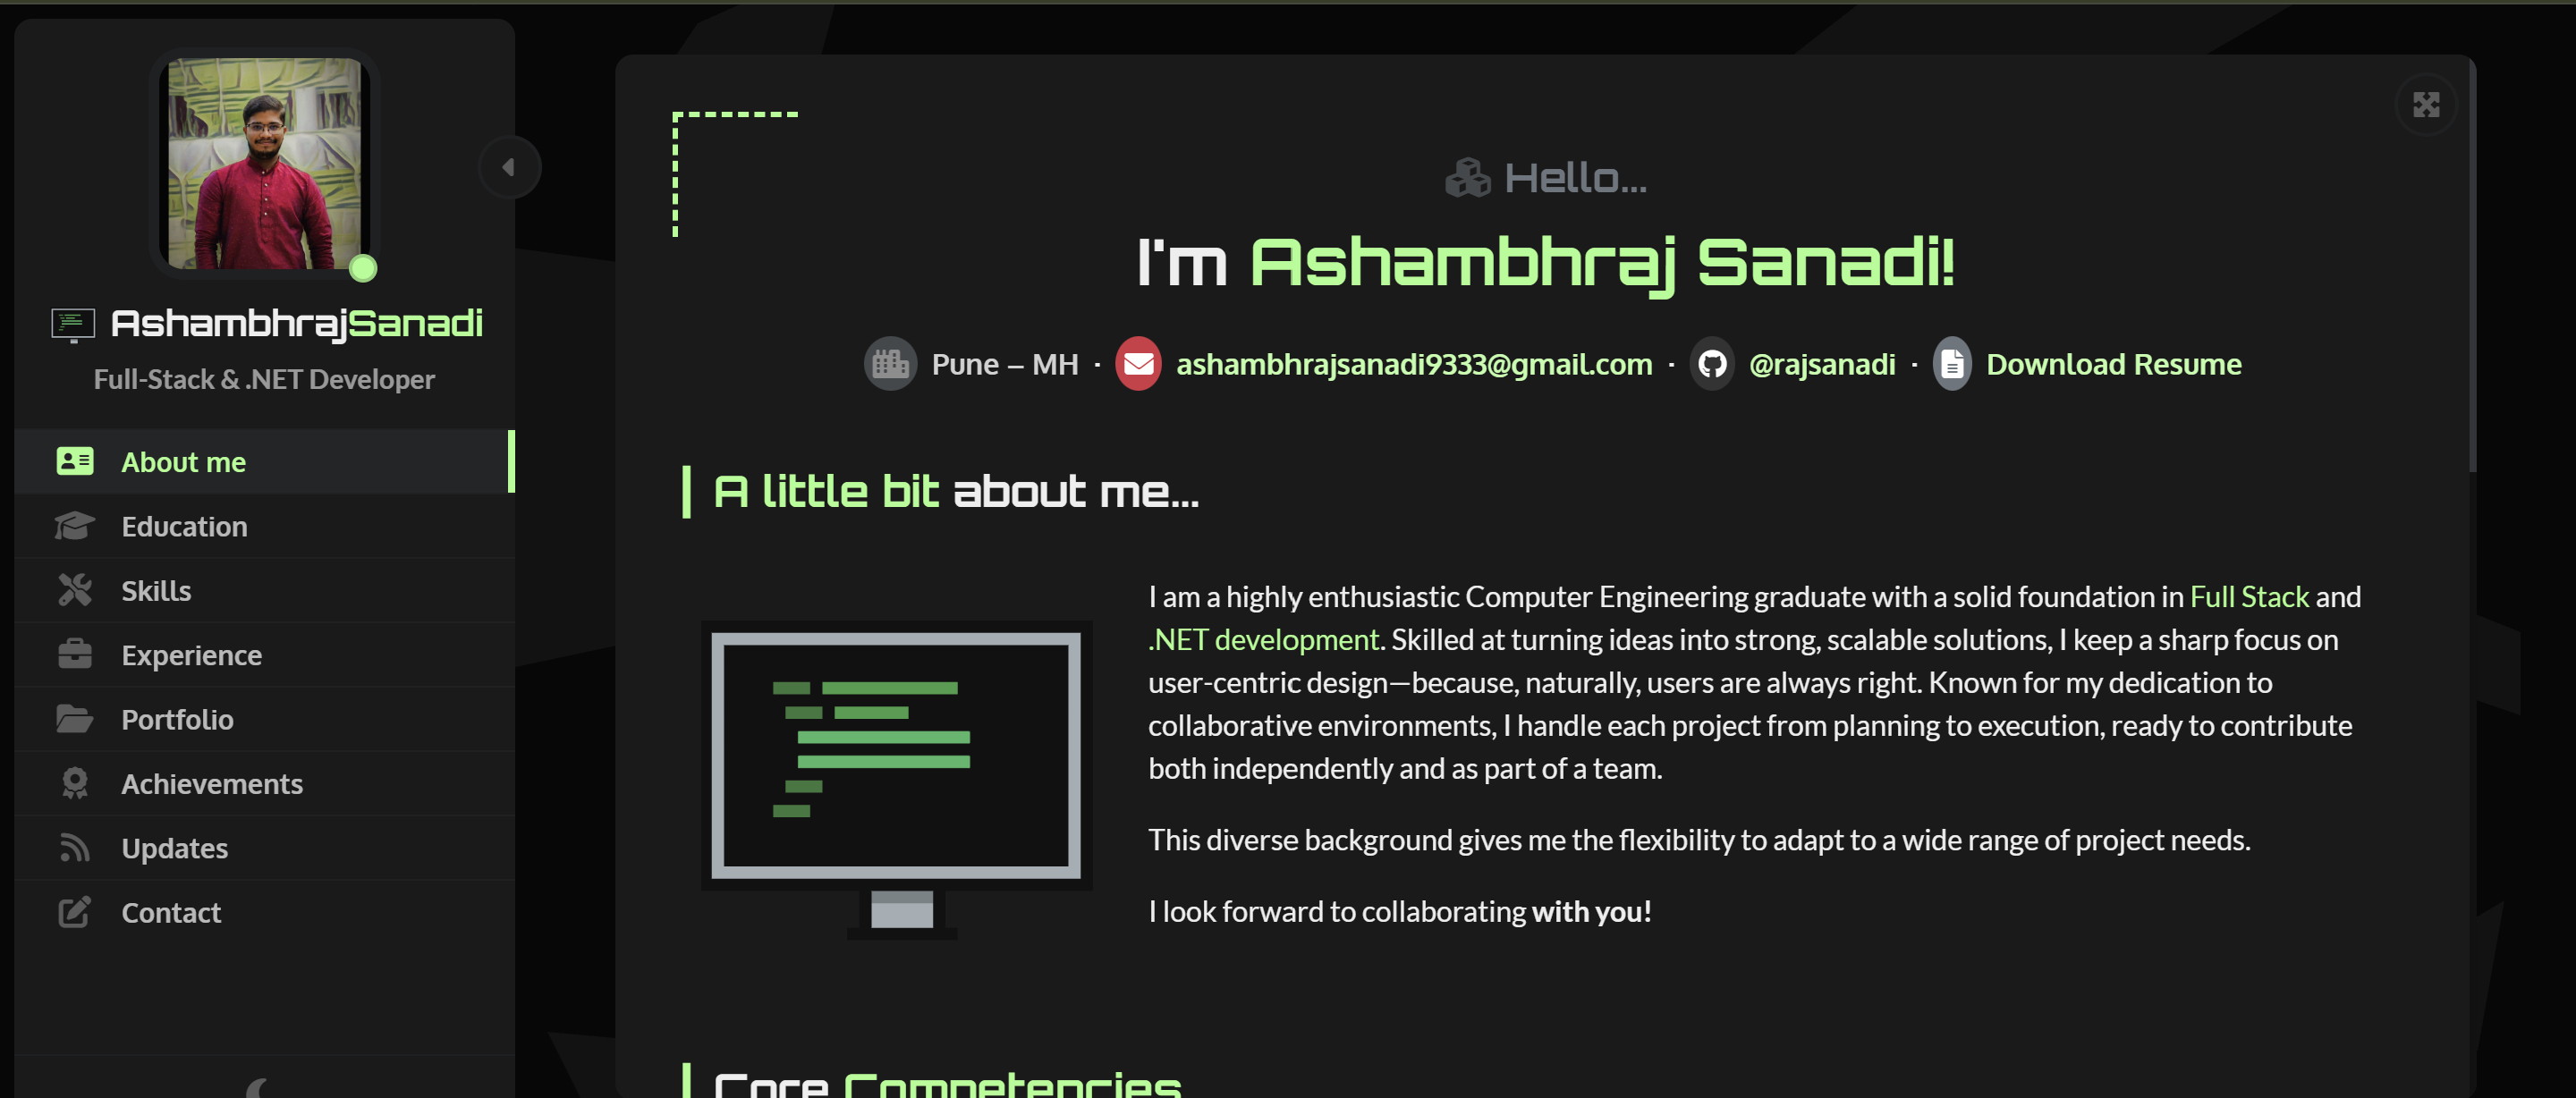 AshambhrajSanadi
Full-Stack & .NET Developer
About me
Education
Skills
Experience
Portfolio
Achievements
Updates
Contact
Hello...
I'm Ashambhraj Sanadi!
Pune – MH · ashambhrajsanadi9333@gmail.com · @rajsanadi · Download Resume
A little bit about me...
I am a highly enthusiastic Computer Engineering graduate with a solid foundation in Full Stack and
.NET development. Skilled at turning ideas into strong, scalable solutions, I keep a sharp focus on
user-centric design—because, naturally, users are always right. Known for my dedication to
collaborative environments, I handle each project from planning to execution, ready to contribute
both independently and as part of a team.
This diverse background gives me the flexibility to adapt to a wide range of project needs.
I look forward to collaborating with you!
Core Competencies